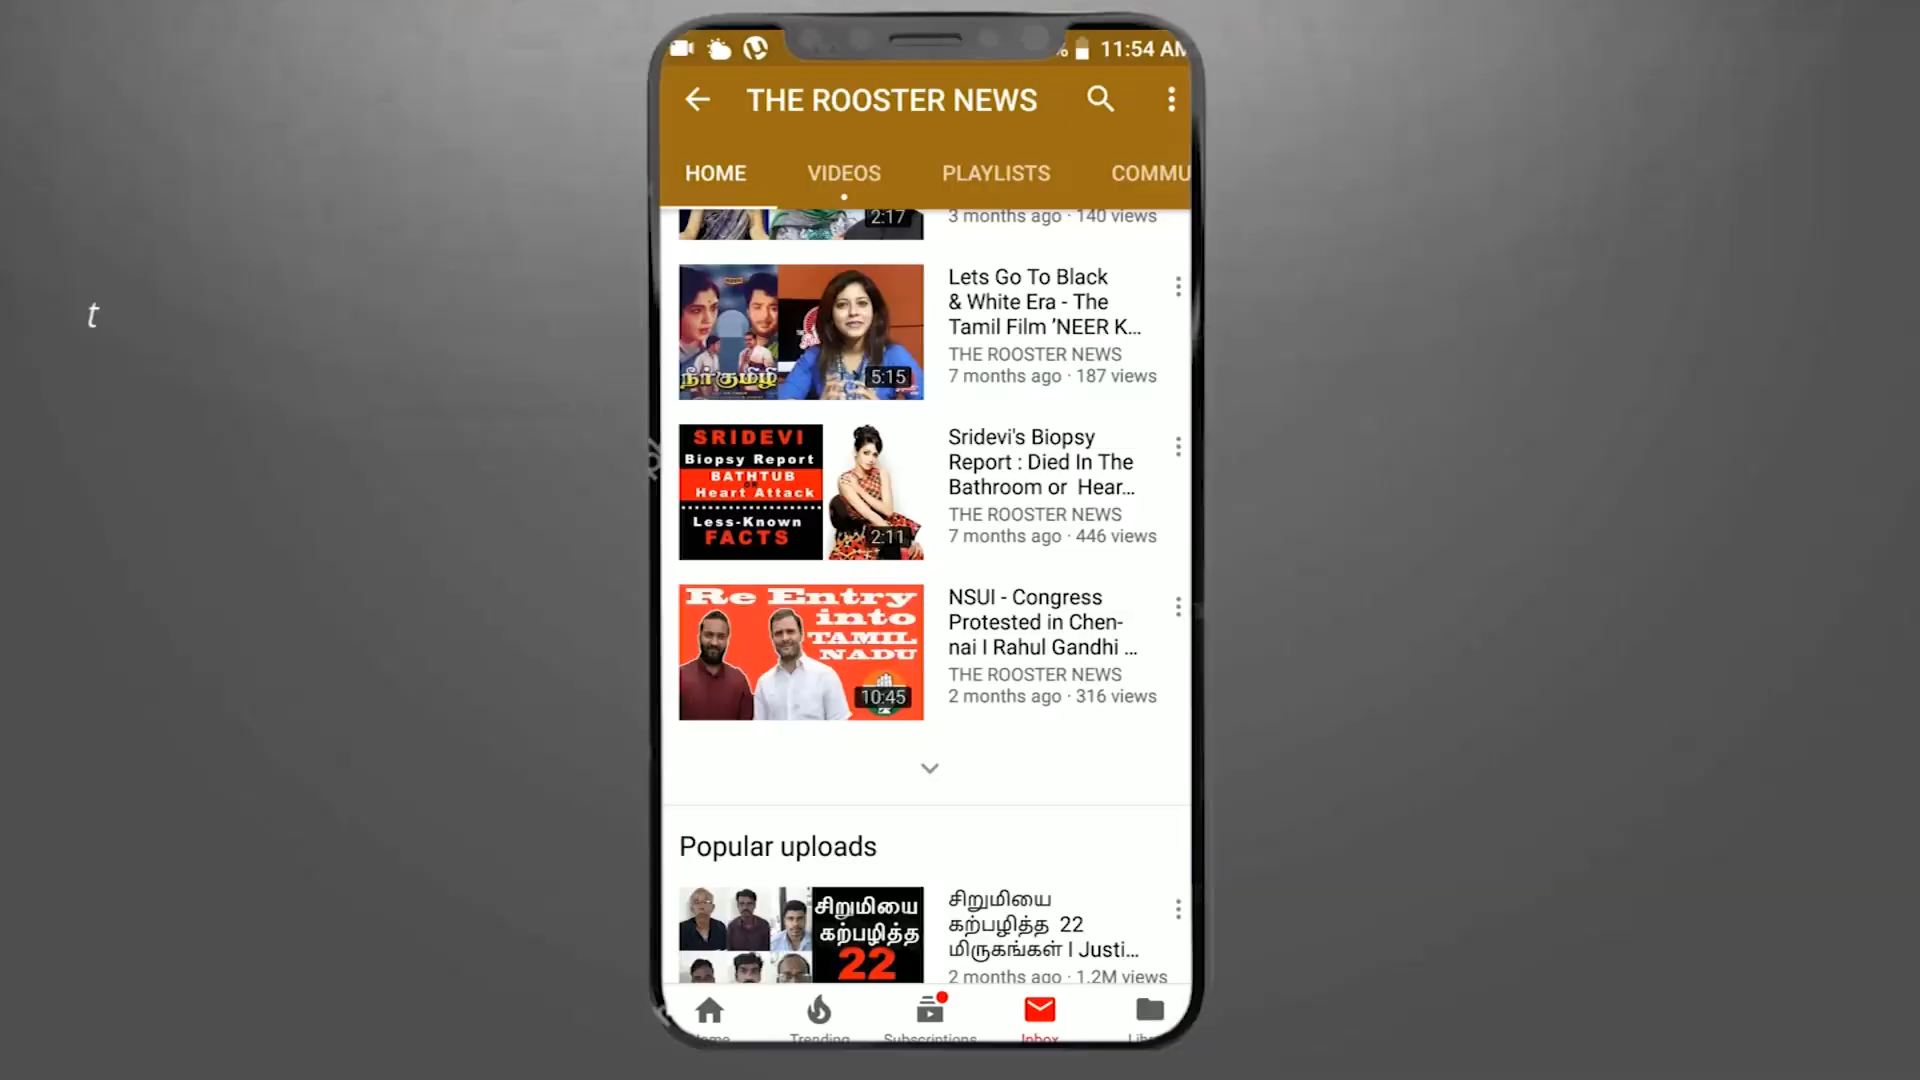 11:54 AM
THE ROOSTER NEWS
HOME VIDEOS PLAYLISTS COMMU
2:17
3 months ago · 140 views
t
நீர்குமிழி
5:15
Lets Go To Black
& White Era - The
Tamil Film 'NEER K...
THE ROOSTER NEWS
7 months ago · 187 views
SRIDEVI
Biopsy Report
BATHTUB
OR
Heart Attack
Less-Known
FACTS
2:11
Sridevi's Biopsy
Report : Died In The
Bathroom or Hear...
THE ROOSTER NEWS
7 months ago · 446 views
Re Entry
into
TAMIL
NADU
10:45
NSUI - Congress
Protested in Chen-
nai I Rahul Gandhi ...
THE ROOSTER NEWS
2 months ago · 316 views
Popular uploads
சிறுமியை
கற்பழித்த
22
சிறுமியை
கற்பழித்த 22
மிருகங்கள் I Justi...
2 months ago · 1.2M views
Trending Subscriptions Inbox